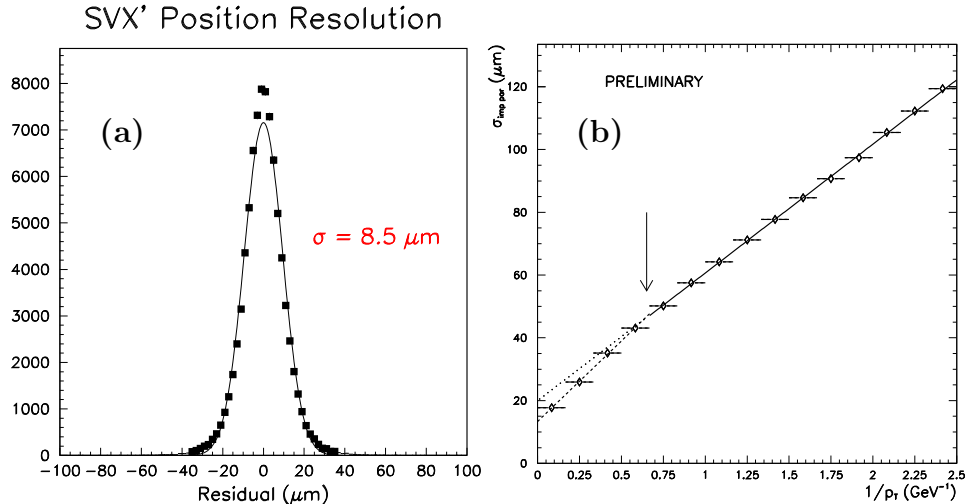 SVX' Position Resolution
8000
7000
6000
5000
4000
3000
2000
1000
0
−100 −80 −60 −40 −20 0 20 40 60 80 100
Residual (μm)
(a)
σ = 8.5 μm
σimp par (μm)
120
100
80
60
40
20
0
0 0.25 0.5 0.75 1 1.25 1.5 1.75 2 2.25 2.5
1/pT (GeV⁻¹)
PRELIMINARY
(b)